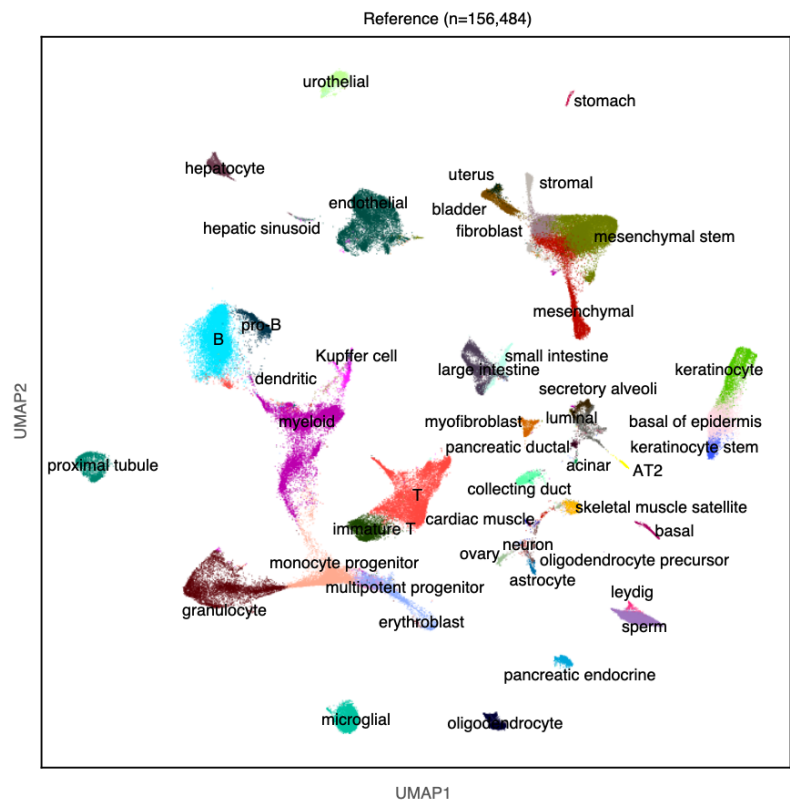 Reference (n=156,484)
urothelial
stomach
hepatocyte
uterus
stromal
endothelial
bladder
hepatic sinusoid
fibroblast
mesenchymal stem
mesenchymal
pro-B
B
Kupffer cell
small intestine
large intestine
keratinocyte
dendritic
secretory alveoli
myeloid
myofibroblast
luminal
basal of epidermis
pancreatic ductal
keratinocyte stem
proximal tubule
acinar
AT2
collecting duct
T
skeletal muscle satellite
immature T
cardiac muscle
basal
neuron
ovary
oligodendrocyte precursor
monocyte progenitor
astrocyte
multipotent progenitor
leydig
granulocyte
erythroblast
sperm
pancreatic endocrine
microglial
oligodendrocyte
UMAP2
UMAP1